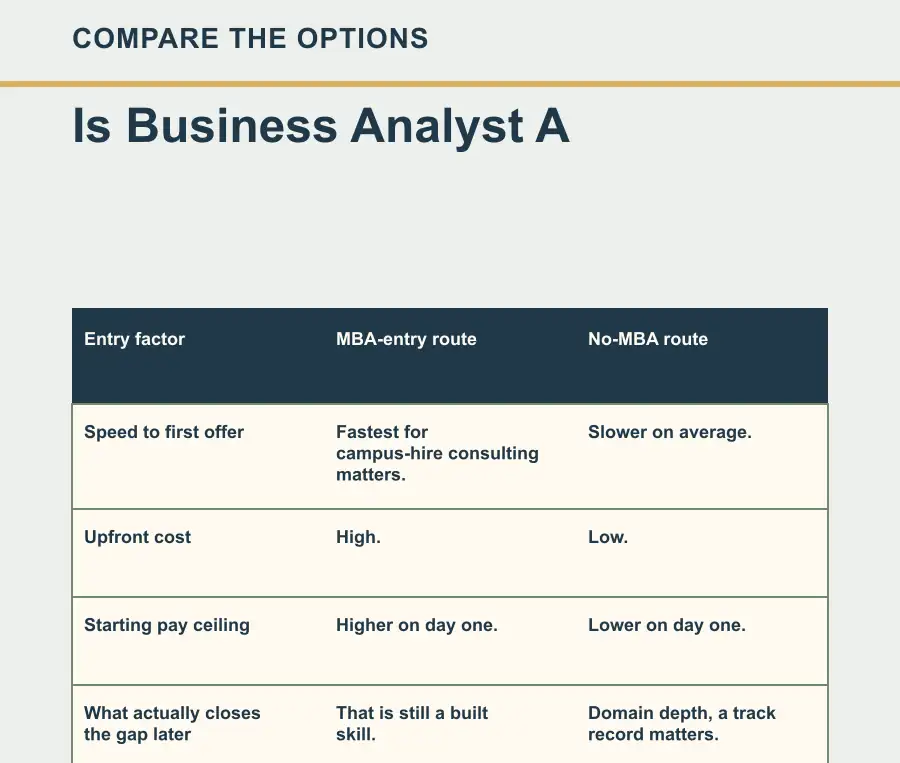 COMPARE THE OPTIONS
Is Business Analyst A
Entry factor
MBA-entry route
No-MBA route
Speed to first offer
Fastest for
campus-hire consulting
matters.
Slower on average.
Upfront cost
High.
Low.
Starting pay ceiling
Higher on day one.
Lower on day one.
What actually closes
the gap later
That is still a built
skill.
Domain depth, a track
record matters.